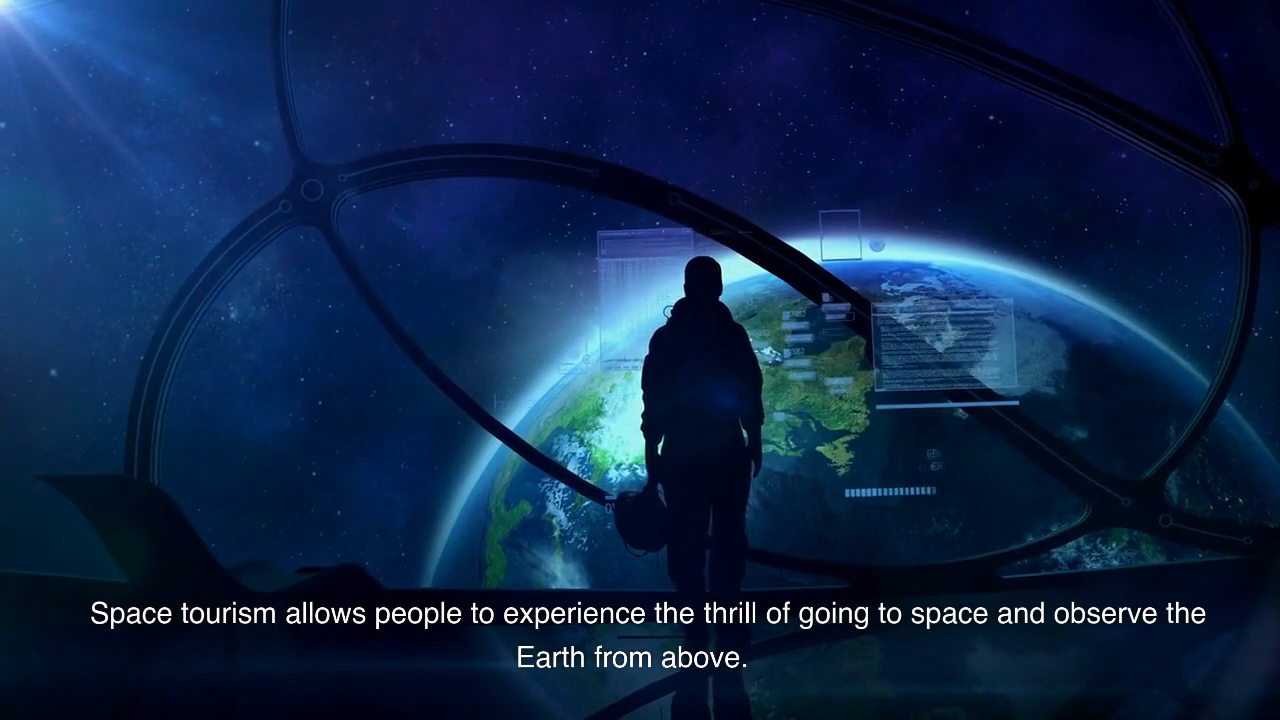 Space tourism allows people to experience the thrill of going to space and observe the
Earth from above.